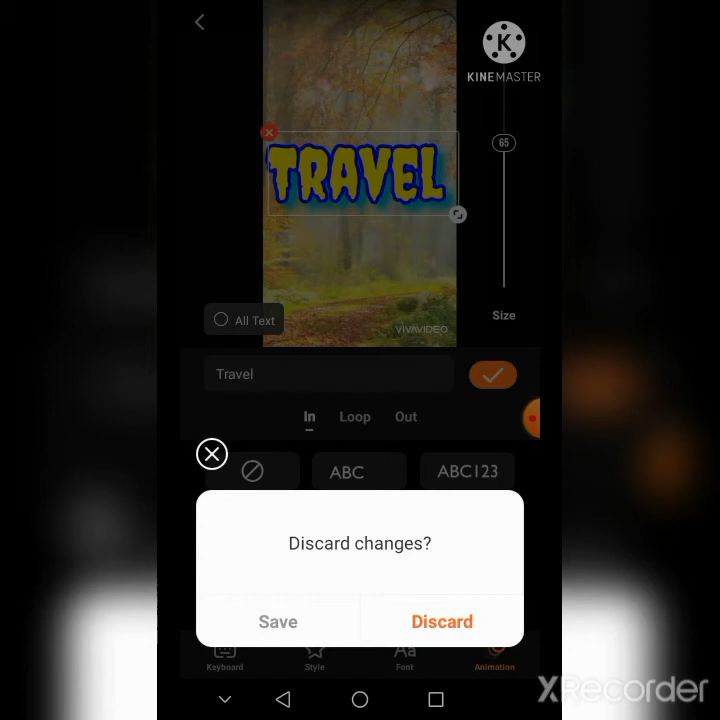 KINEMASTER
65
TRAVEL
All Text
VIVAVIDEO
Size
Travel
In Loop Out
ABC ABC123
Discard changes?
Save Discard
Keyboard Style Font Animation
XRecorder